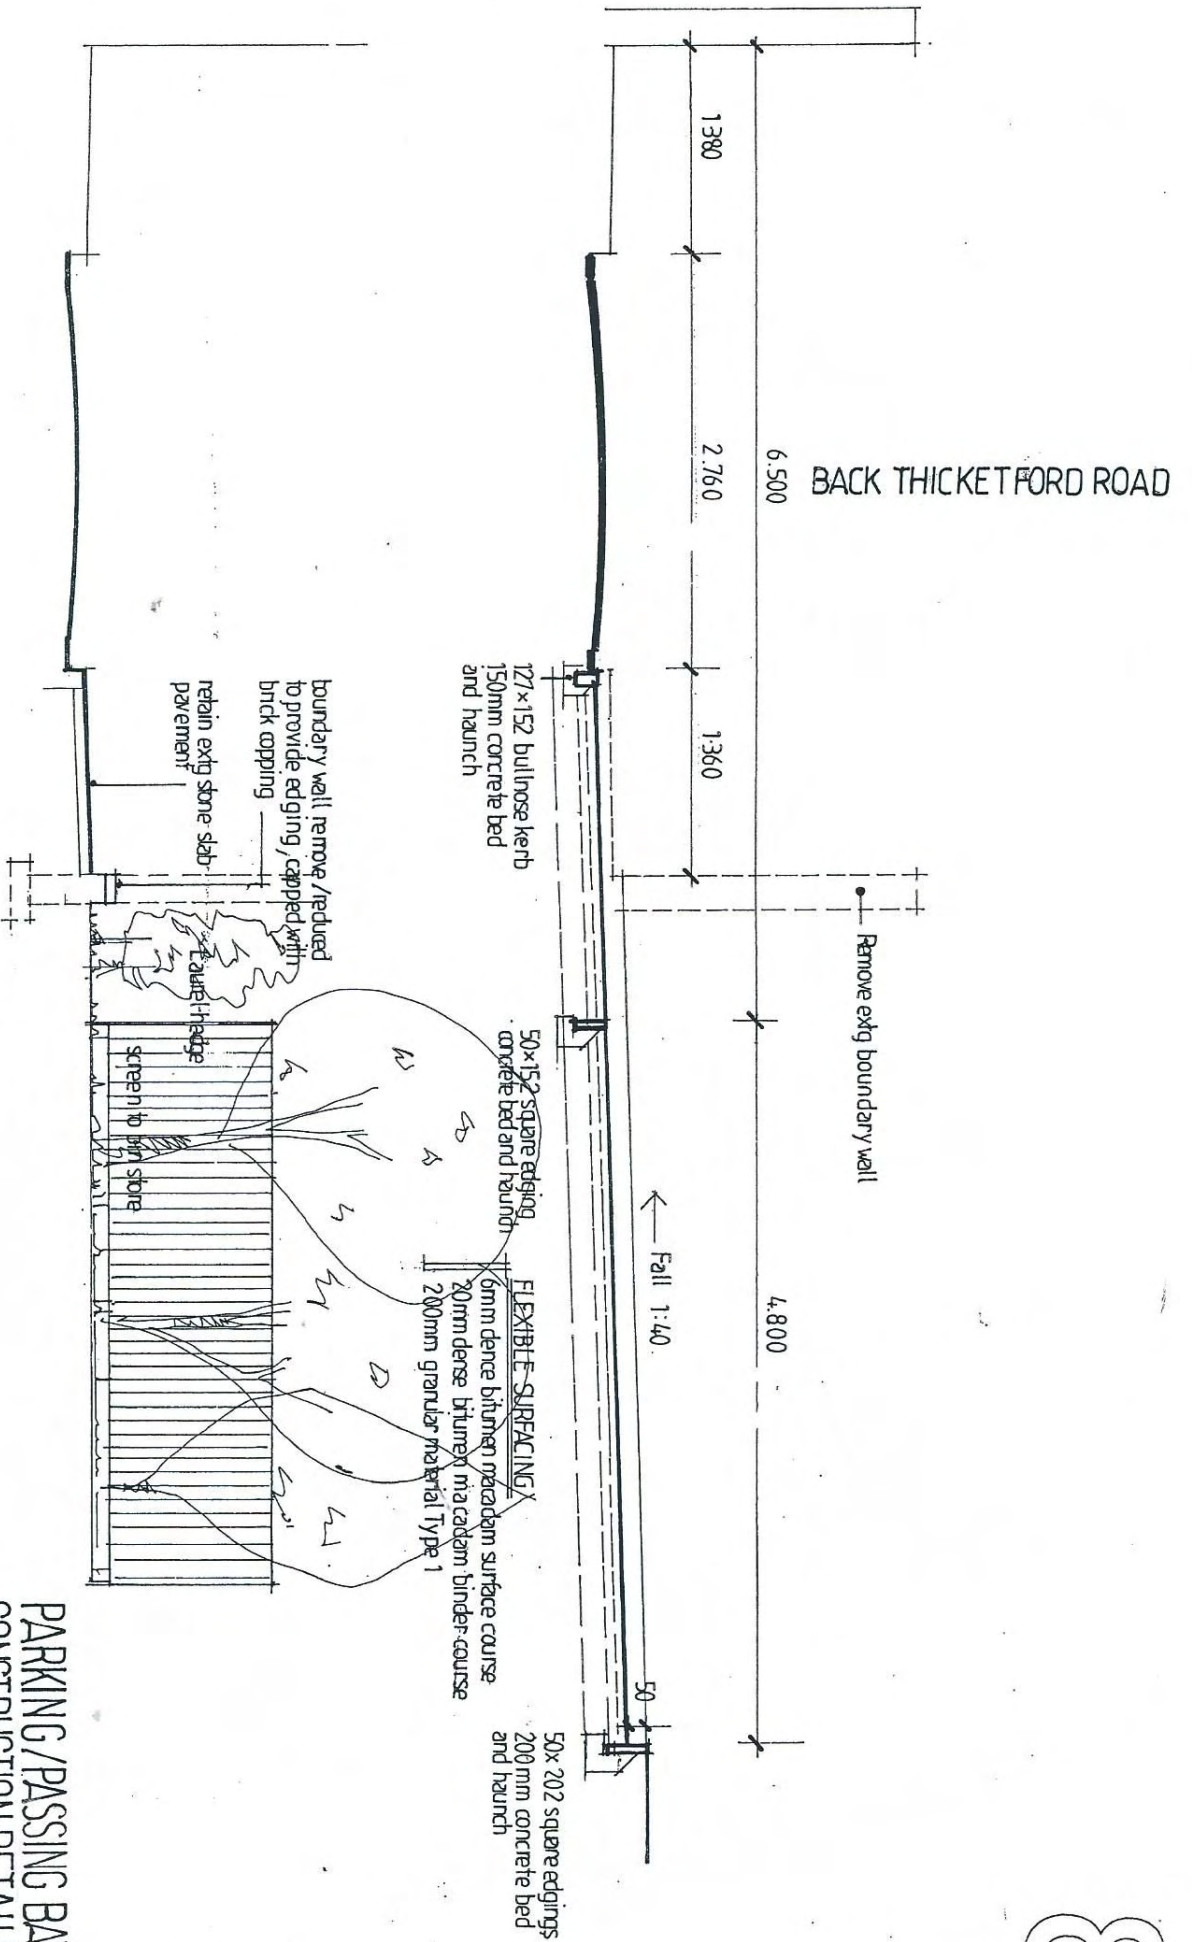 BACK THICKETFORD ROAD
6.500
4.800
1380
2.760
1360
Remove extg boundary wall
Fall 1:40
50
127×152 bullnose kerb
150mm concrete bed
and haunch
50×152 square edging
concrete bed and haunch
FLEXIBLE SURFACING
6mm dence bitumen macadam surface course
20mm dense bitumen macadam binder course
200mm granular material Type 1
50x 202 square edgings
200mm concrete bed
and haunch
boundary wall remove/reduced
to provide edging, capped with
brick copping
retain extg stone slab
pavement
Laurel hedge
screen to bin store
PARKING/PASSING BA
CONSTRUCTION DETAIL
8